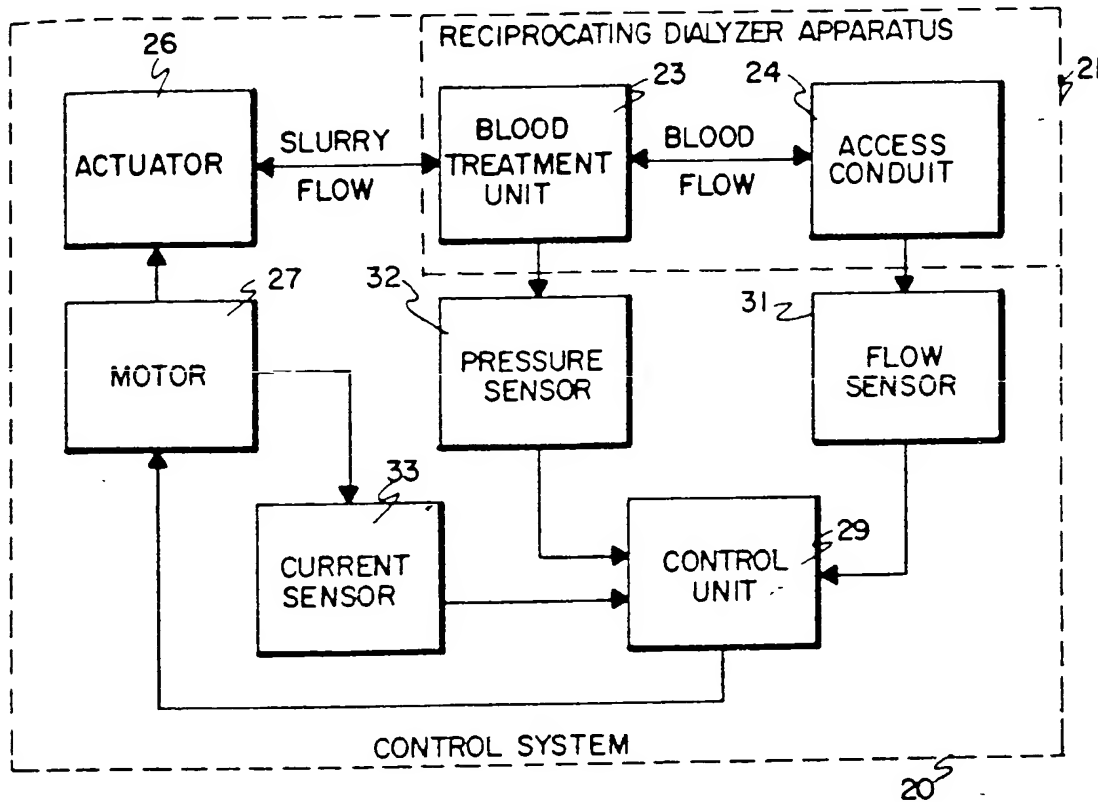 RECIPROCATING DIALYZER APPARATUS
21
26
23
24
ACTUATOR
SLURRY
FLOW
BLOOD
TREATMENT
UNIT
BLOOD
FLOW
ACCESS
CONDUIT
27
32
31
MOTOR
PRESSURE
SENSOR
FLOW
SENSOR
33
29
CURRENT
SENSOR
CONTROL
UNIT
CONTROL SYSTEM
20